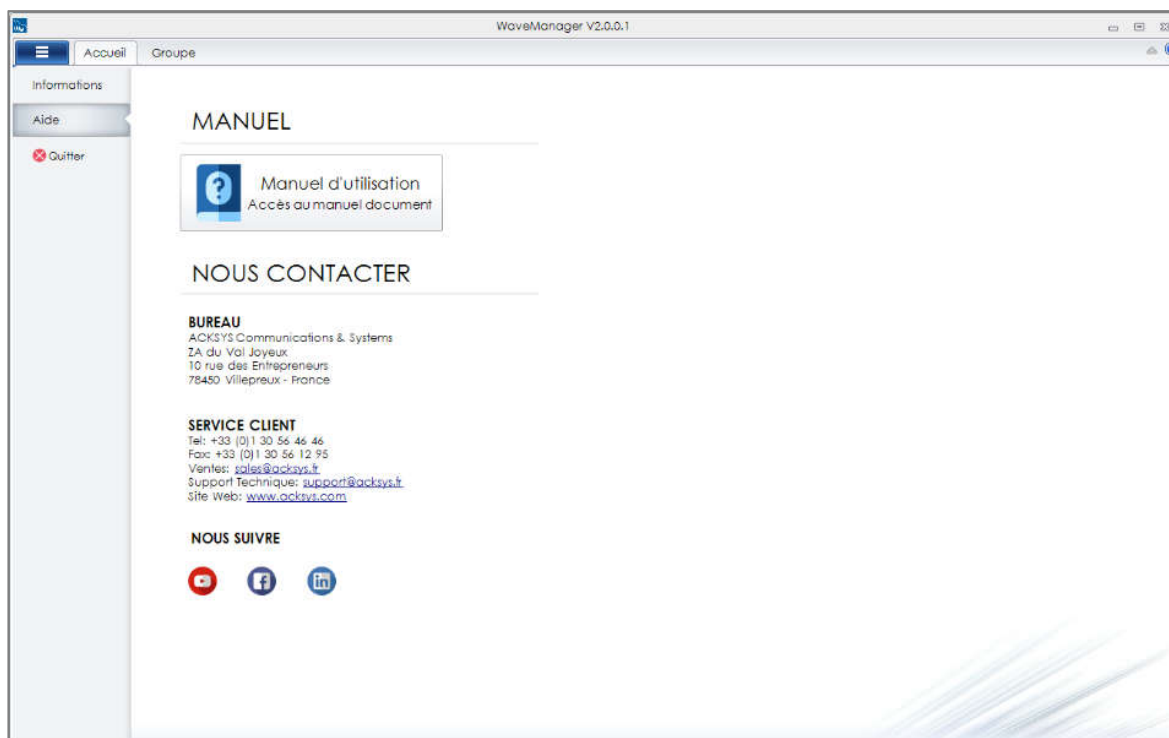 WaveManager V2.0.0.1
Accueil
Groupe
Informations
Aide
Quitter
MANUEL
Manuel d'utilisation
Accès au manuel document
NOUS CONTACTER
BUREAU
ACKSYS Communications & Systems
ZA du Val Joyeux
10 rue des Entrepreneurs
78450 Villepreux - France
SERVICE CLIENT
Tel: +33 (0)1 30 56 46 46
Fax: +33 (0)1 30 56 12 95
Ventes: sales@acksys.fr
Support Technique: support@acksys.fr
Site Web: www.acksys.com
NOUS SUIVRE